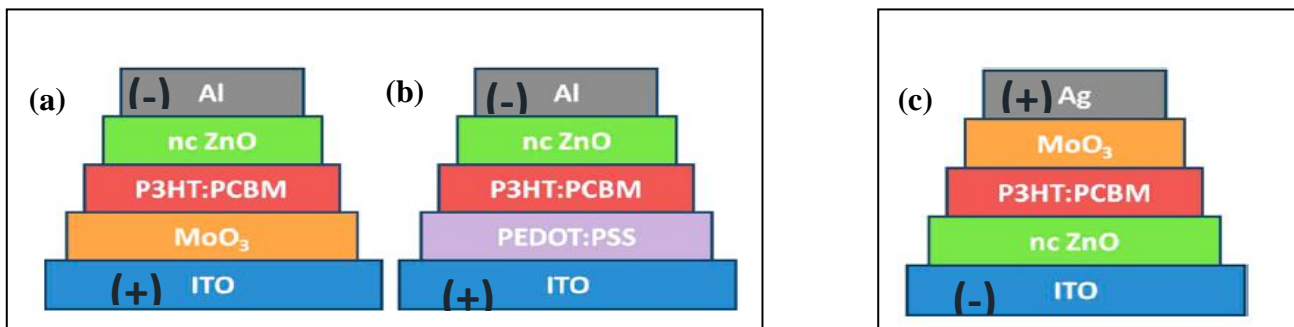 (a)
(-) Al
nc ZnO
P3HT:PCBM
MoO₃
(+) ITO
(b)
(-) Al
nc ZnO
P3HT:PCBM
PEDOT:PSS
(+) ITO
(c)
(+) Ag
MoO₃
P3HT:PCBM
nc ZnO
(-) ITO